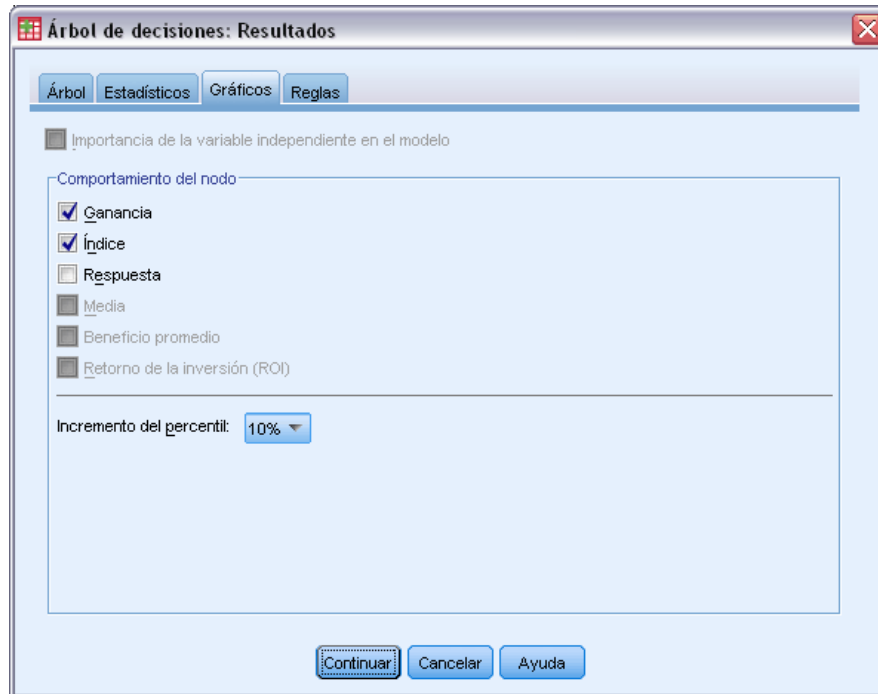 Árbol de decisiones: Resultados
Árbol Estadísticos Gráficos Reglas
Importancia de la variable independiente en el modelo
Comportamiento del nodo
Ganancia
Índice
Respuesta
Media
Beneficio promedio
Retorno de la inversión (ROI)
Incremento del percentil: 10%
Continuar Cancelar Ayuda